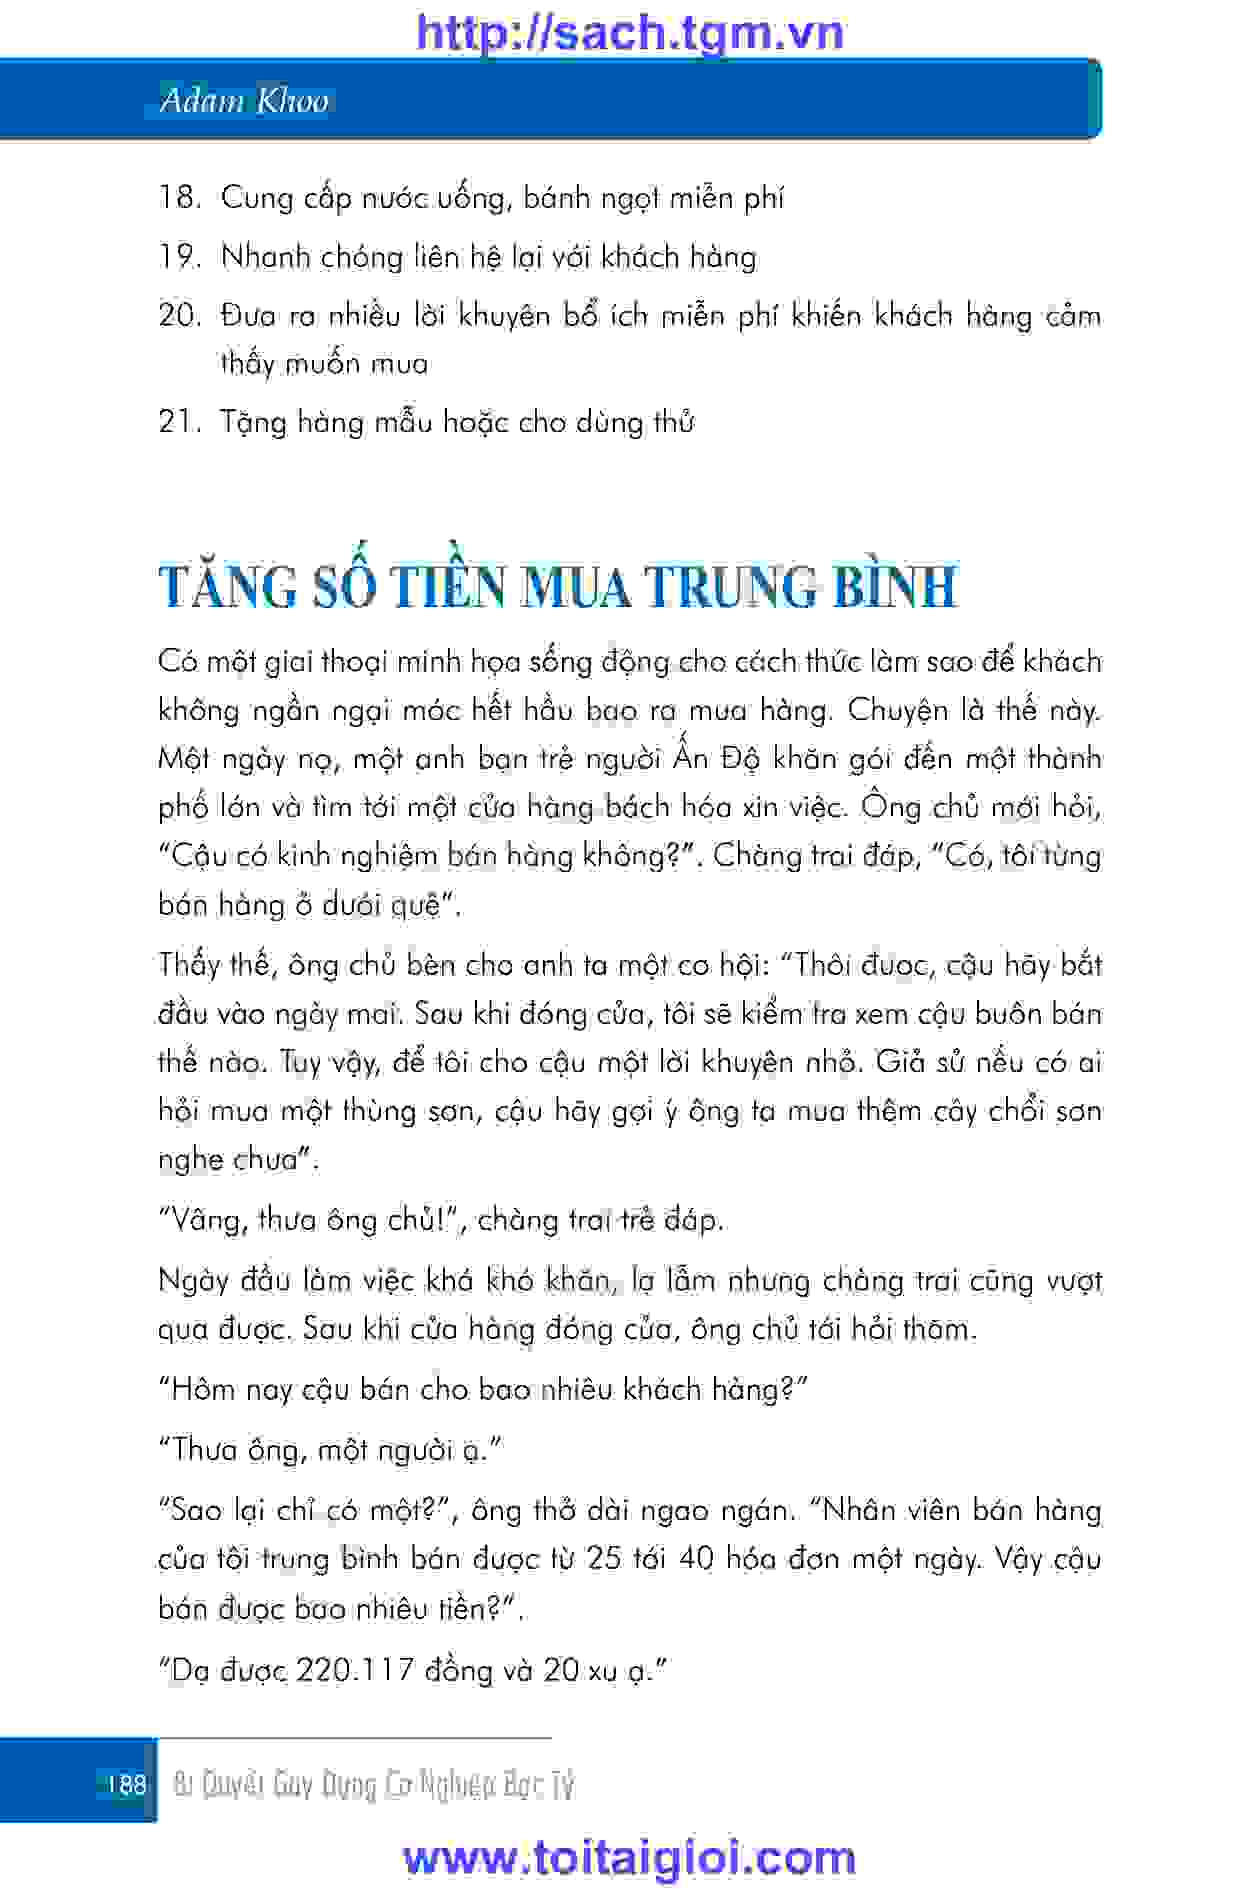 http://sach.tgm.vn
Adam Khoo
18. Cung cấp nước uống, bánh ngọt miễn phí
19. Nhanh chóng liên hệ lại với khách hàng
20. Đưa ra nhiều lời khuyên bổ ích miễn phí khiến khách hàng cảm
thấy muốn mua
21. Tặng hàng mẫu hoặc cho dùng thử
TĂNG SỐ TIỀN MUA TRUNG BÌNH
Có một giai thoại minh họa sống động cho cách thức làm sao để khách
không ngần ngại móc hết hầu bao ra mua hàng. Chuyện là thế này.
Một ngày nọ, một anh bạn trẻ người Ấn Độ khăn gói đến một thành
phố lớn và tìm tới một cửa hàng bách hóa xin việc. Ông chủ mới hỏi,
“Cậu có kinh nghiệm bán hàng không?”. Chàng trai đáp, “Có, tôi từng
bán hàng ở dưới quê”.
Thấy thế, ông chủ bèn cho anh ta một cơ hội: “Thôi được, cậu hãy bắt
đầu vào ngày mai. Sau khi đóng cửa, tôi sẽ kiểm tra xem cậu buôn bán
thế nào. Tuy vậy, để tôi cho cậu một lời khuyên nhỏ. Giả sử nếu có ai
hỏi mua một thùng sơn, cậu hãy gợi ý ông ta mua thêm cây chổi sơn
nghe chưa”.
“Vâng, thưa ông chủ!”, chàng trai trẻ đáp.
Ngày đầu làm việc khá khó khăn, lạ lẫm nhưng chàng trai cũng vượt
qua được. Sau khi cửa hàng đóng cửa, ông chủ tới hỏi thăm.
“Hôm nay cậu bán cho bao nhiêu khách hàng?”
“Thưa ông, một người ạ.”
“Sao lại chỉ có một?”, ông thở dài ngao ngán. “Nhân viên bán hàng
của tôi trung bình bán được từ 25 tới 40 hóa đơn một ngày. Vậy cậu
bán được bao nhiêu tiền?”.
“Dạ được 220.117 đồng và 20 xu ạ.”
188 Bí Quyết Gây Dựng Cơ Nghiệp Bạc Tỷ
www.toitaigioi.com